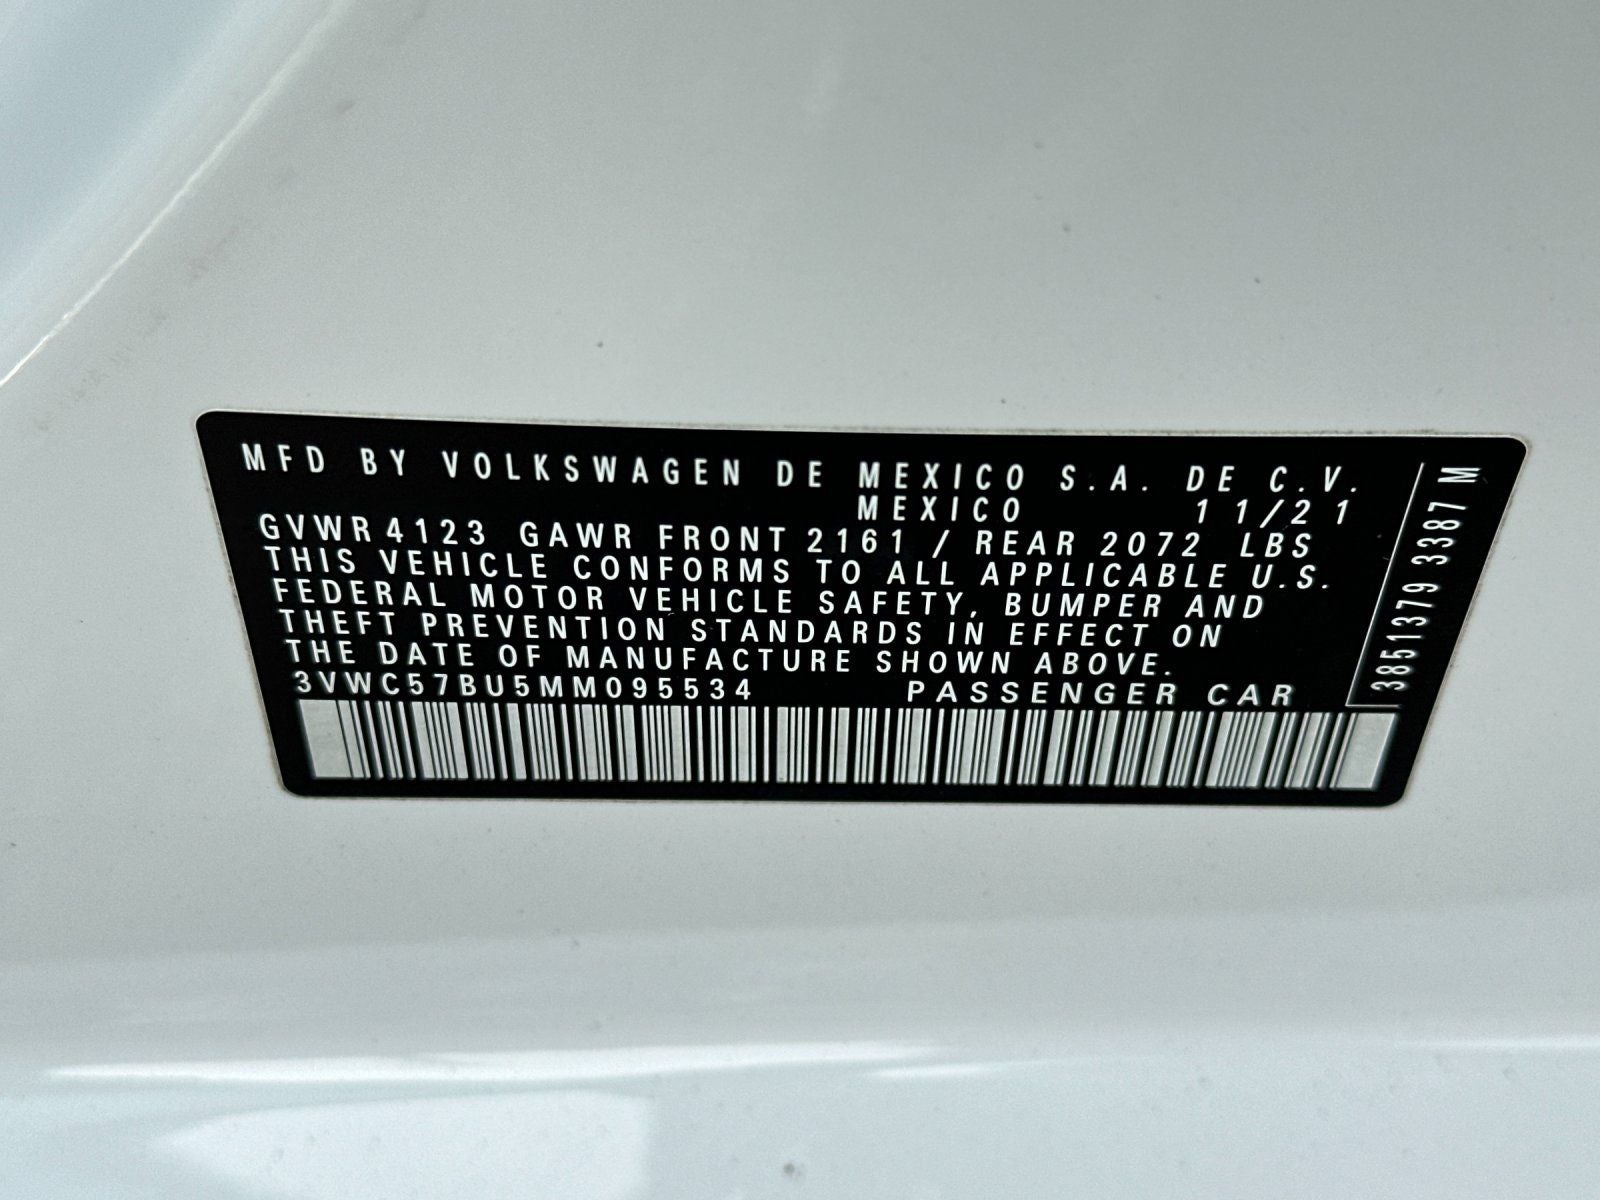 MFD BY VOLKSWAGEN DE MEXICO S.A. DE C.V.
MEXICO 11/21
GVWR 4123 GAWR FRONT 2161 / REAR 2072 LBS
THIS VEHICLE CONFORMS TO ALL APPLICABLE U.S.
FEDERAL MOTOR VEHICLE SAFETY, BUMPER AND
THEFT PREVENTION STANDARDS IN EFFECT ON
THE DATE OF MANUFACTURE SHOWN ABOVE.
3VWC57BU5MM095534 PASSENGER CAR
3851379 3387 M